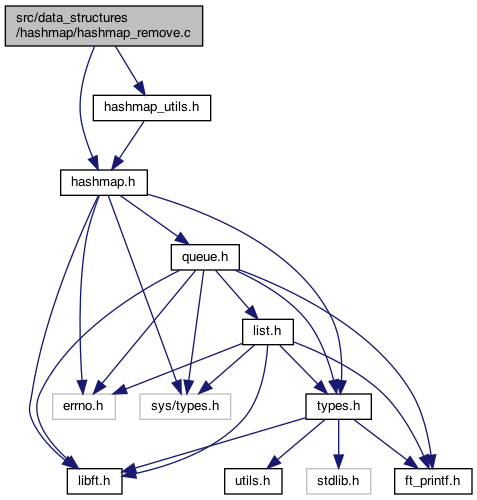 src/data_structures
/hashmap/hashmap_remove.c
hashmap_utils.h
hashmap.h
queue.h
list.h
errno.h
sys/types.h
types.h
libft.h
utils.h
stdlib.h
ft_printf.h